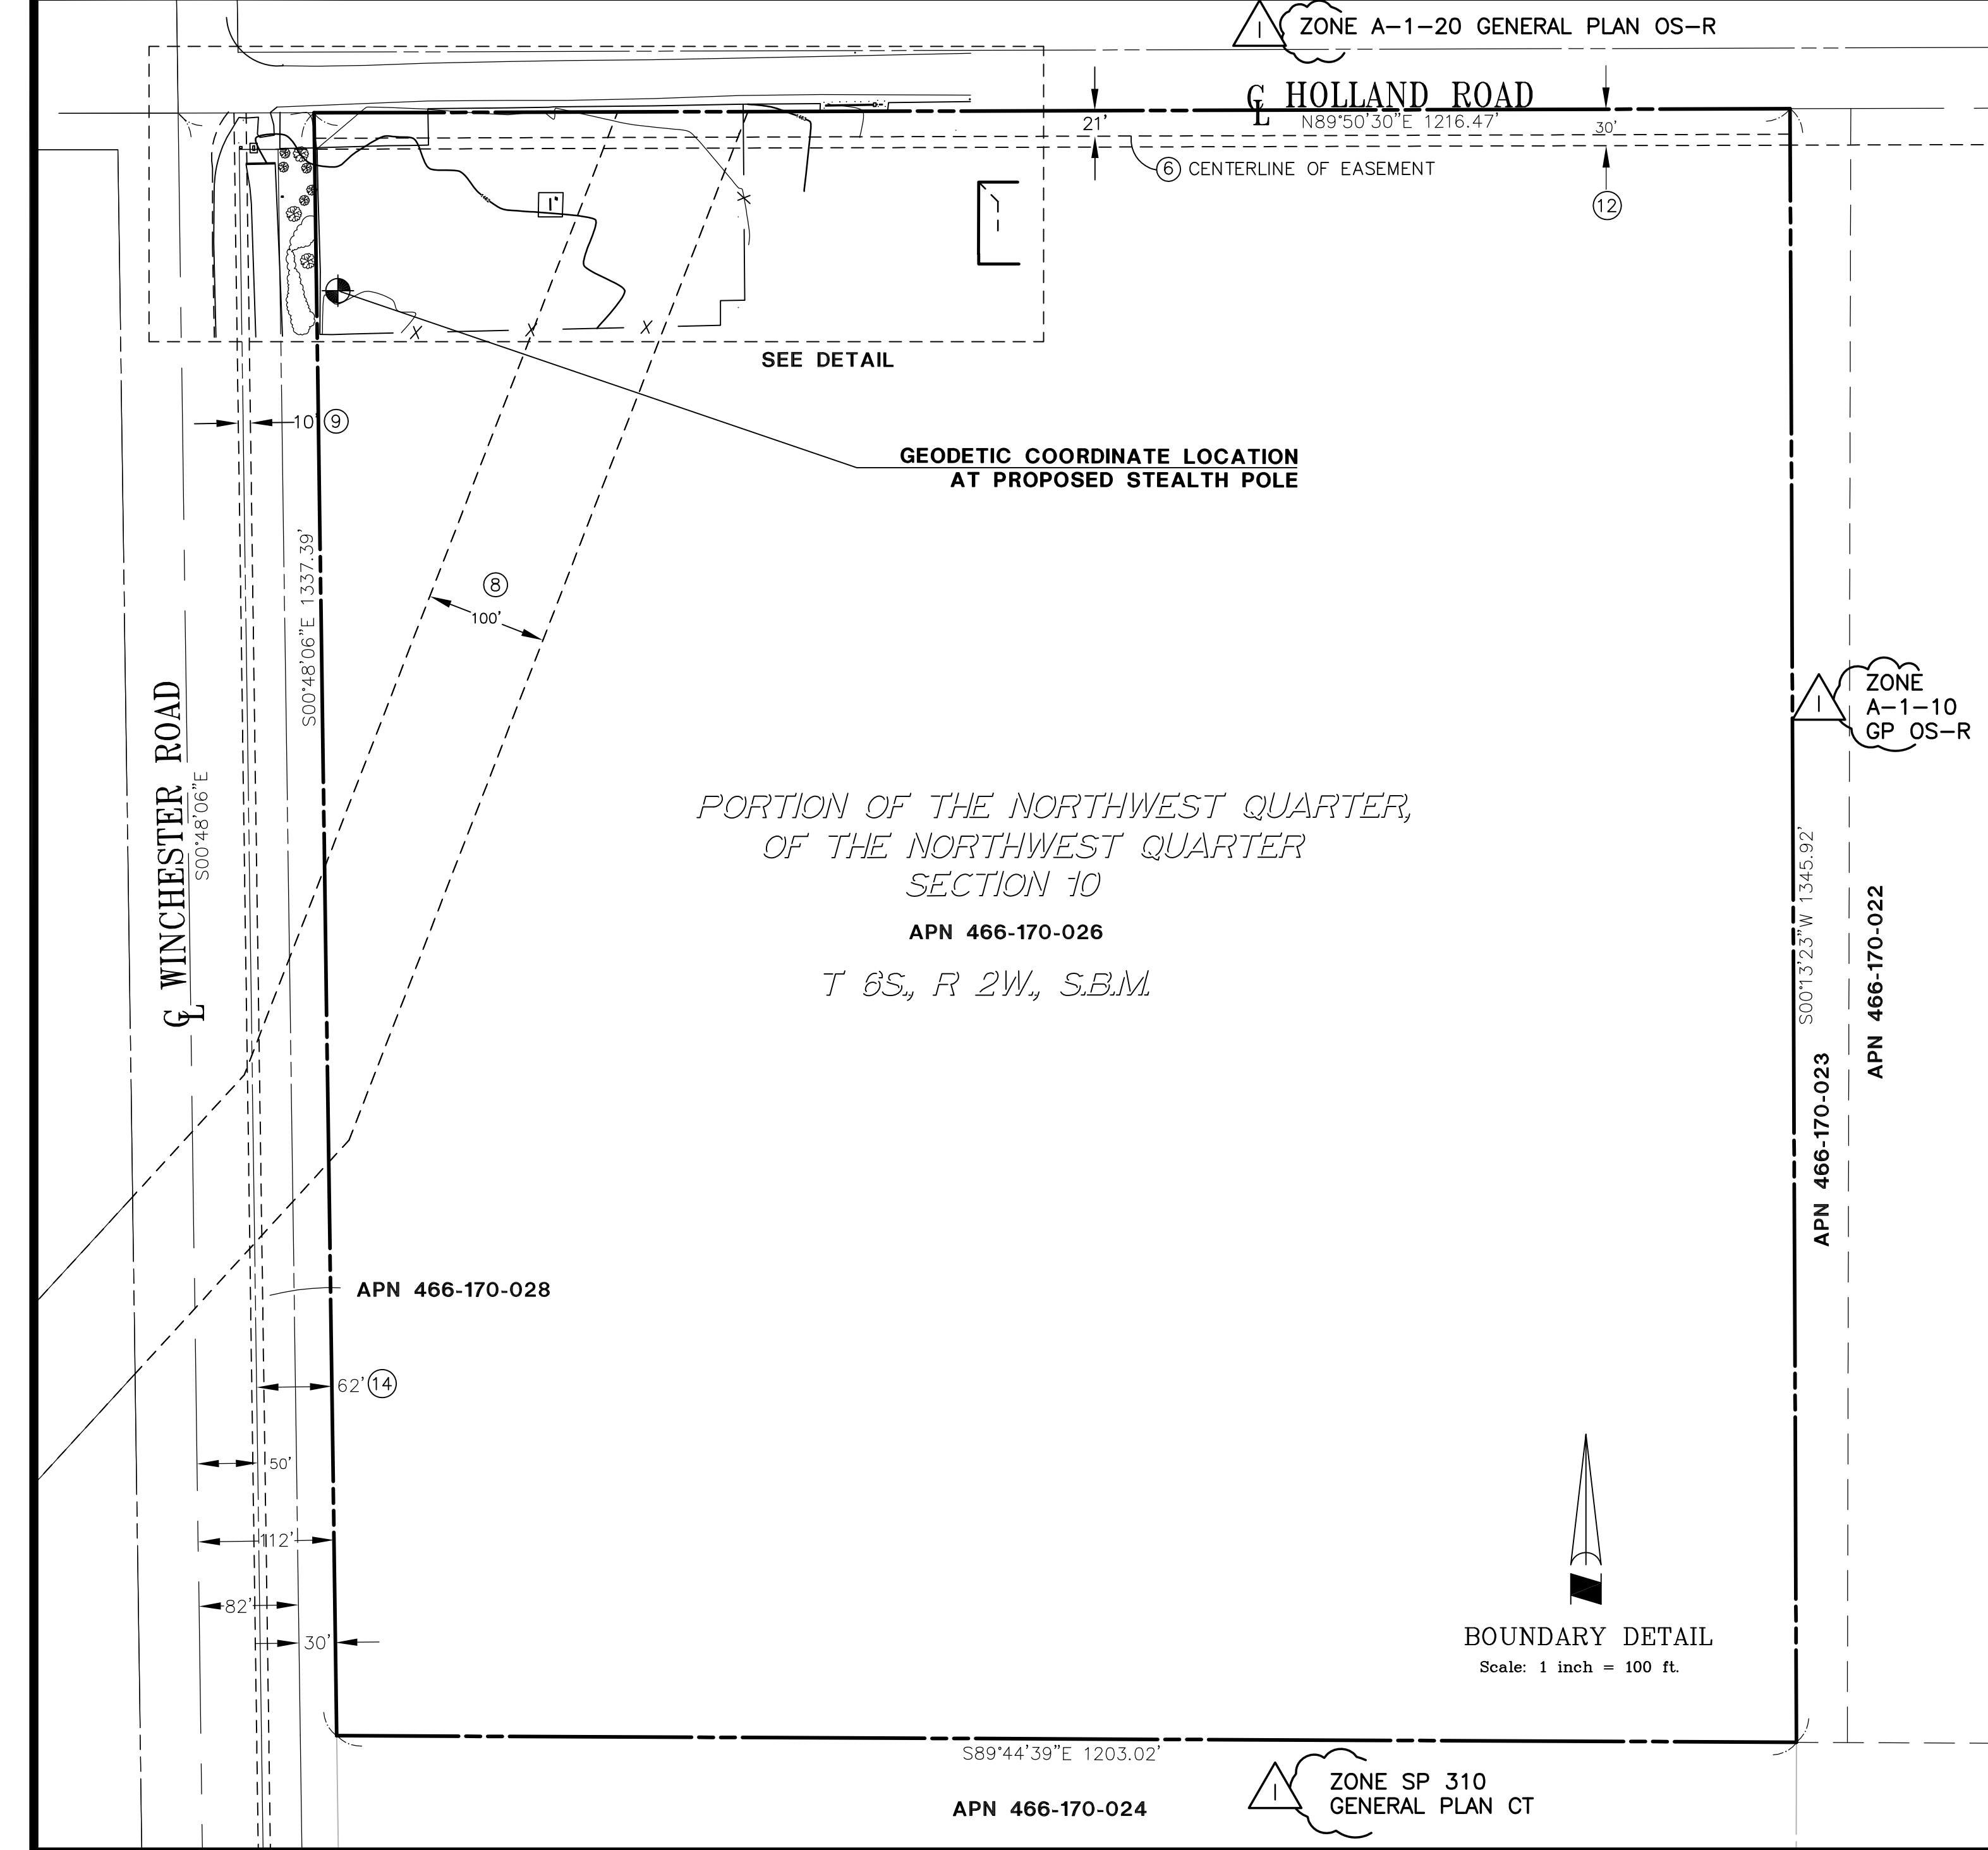 1
ZONE A-1-20 GENERAL PLAN OS-R
℄ HOLLAND ROAD
N89°50'30"E 1216.47'
21'
30'
6 CENTERLINE OF EASEMENT
12
SEE DETAIL
10' 9
GEODETIC COORDINATE LOCATION
AT PROPOSED STEALTH POLE
S00°48'06"E 1337.39'
8
100'
℄ WINCHESTER ROAD
S00°48'06"E
1
ZONE
A-1-10
GP OS-R
PORTION OF THE NORTHWEST QUARTER,
OF THE NORTHWEST QUARTER
SECTION 10
APN 466-170-026
T 6S., R 2W., S.B.M.
S00°13'23"W 1345.92'
APN 466-170-023
APN 466-170-022
APN 466-170-028
62' 14
50'
112'
82'
30'
N
BOUNDARY DETAIL
Scale: 1 inch = 100 ft.
S89°44'39"E 1203.02'
APN 466-170-024
1
ZONE SP 310
GENERAL PLAN CT